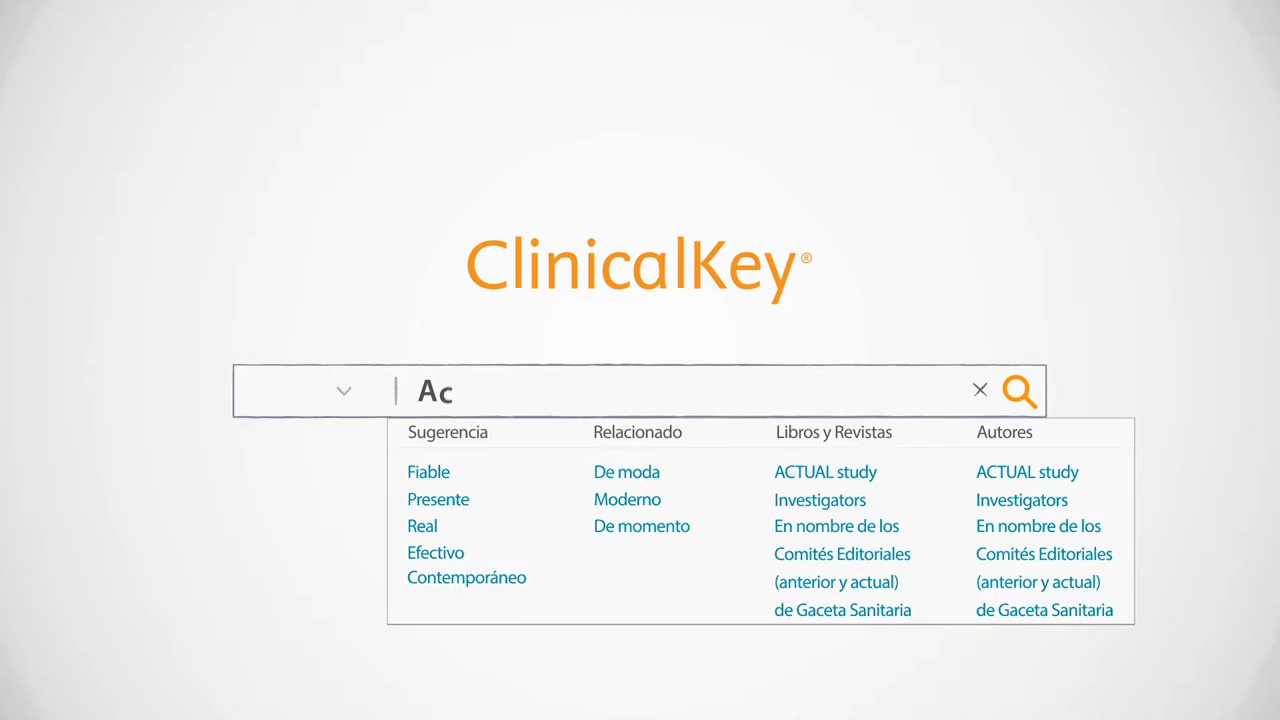 ClinicalKey®
Ac
Sugerencia
Fiable
Presente
Real
Efectivo
Contemporáneo
Relacionado
De moda
Moderno
De momento
Libros y Revistas
ACTUAL study
Investigators
En nombre de los
Comités Editoriales
(anterior y actual)
de Gaceta Sanitaria
Autores
ACTUAL study
Investigators
En nombre de los
Comités Editoriales
(anterior y actual)
de Gaceta Sanitaria